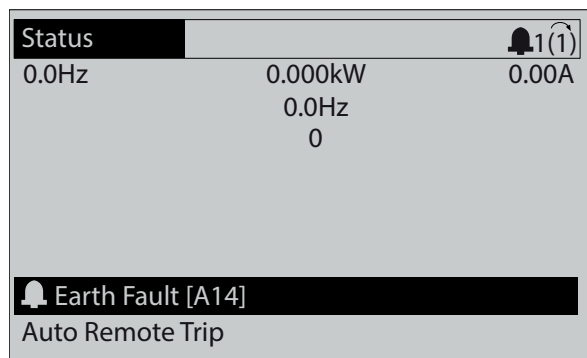 Status 1(1)
0.0Hz 0.000kW 0.00A
0.0Hz
0
Earth Fault [A14]
Auto Remote Trip